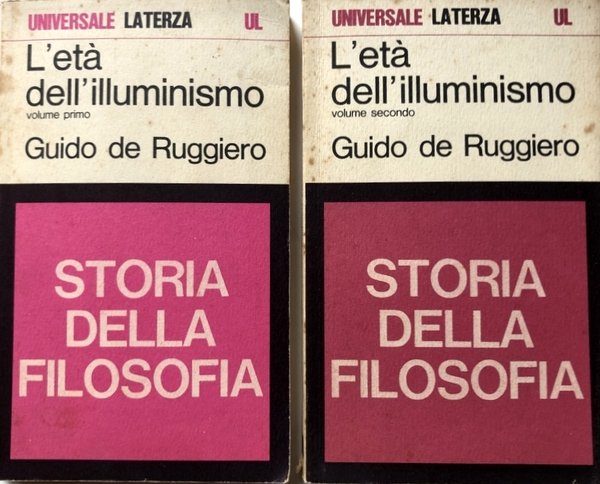 UNIVERSALE LATERZA UL
L'età
dell'illuminismo
volume primo
Guido de Ruggiero
STORIA
DELLA
FILOSOFIA
UNIVERSALE LATERZA UL
L'età
dell'illuminismo
volume secondo
Guido de Ruggiero
STORIA
DELLA
FILOSOFIA